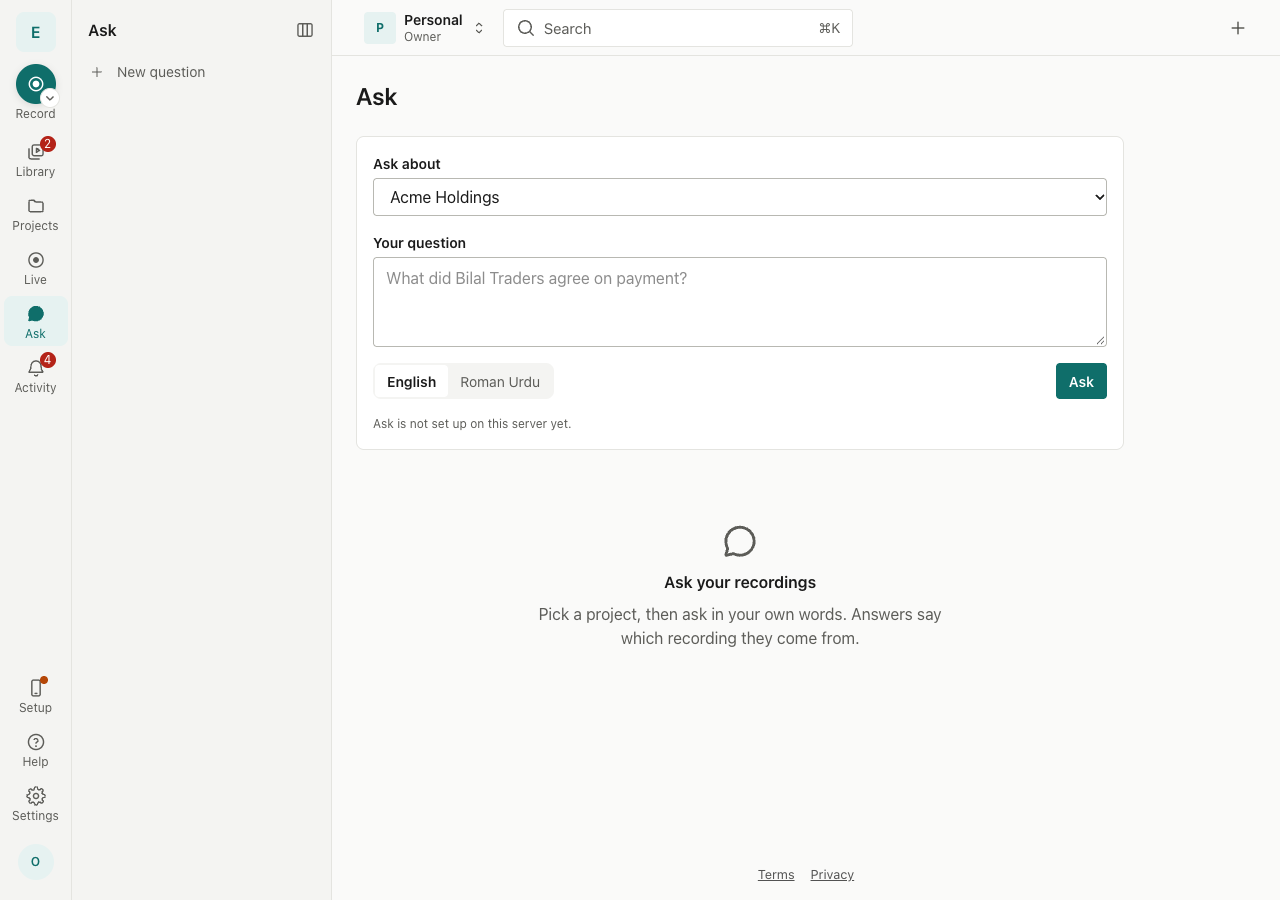 E
Record
2
Library
Projects
Live
Ask
4
Activity
Setup
Help
Settings
O
Ask
New question
P
Personal
Owner
Search
⌘K
Ask
Ask about
Acme Holdings
Your question
What did Bilal Traders agree on payment?
English
Roman Urdu
Ask
Ask is not set up on this server yet.
Ask your recordings
Pick a project, then ask in your own words. Answers say
which recording they come from.
Terms
Privacy